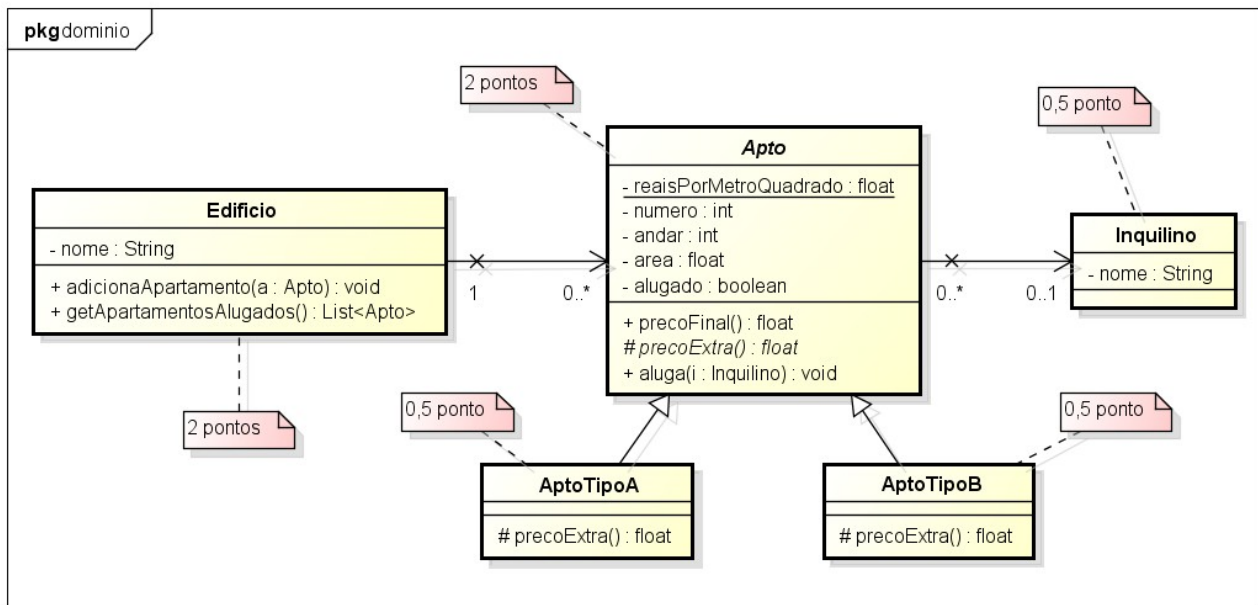 pkg dominio
2 pontos
0,5 ponto
Apto
- reaisPorMetroQuadrado : float
- numero : int
- andar : int
- area : float
- alugado : boolean
+ precoFinal() : float
# precoExtra() : float
+ aluga(i : Inquilino) : void
Edificio
- nome : String
+ adicionaApartamento(a : Apto) : void
+ getApartamentosAlugados() : List<Apto>
1
0..*
0..*
0..1
Inquilino
- nome : String
2 pontos
0,5 ponto
0,5 ponto
AptoTipoA
# precoExtra() : float
AptoTipoB
# precoExtra() : float